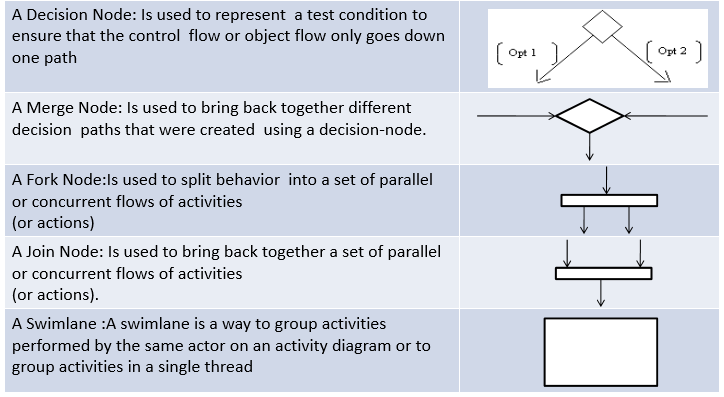 A Decision Node: Is used to represent  a test condition to
ensure that the control  flow or object flow only goes down
one path
[ Opt 1 ]
[ Opt 2 ]
A Merge Node: Is used to bring back together different
decision  paths that were created  using a decision-node.
A Fork Node:Is used to split behavior  into a set of parallel
or concurrent flows of activities
(or actions)
A Join Node: Is used to bring back together a set of parallel
or concurrent flows of activities
(or actions).
A Swimlane :A swimlane is a way to group activities
performed by the same actor on an activity diagram or to
group activities in a single thread